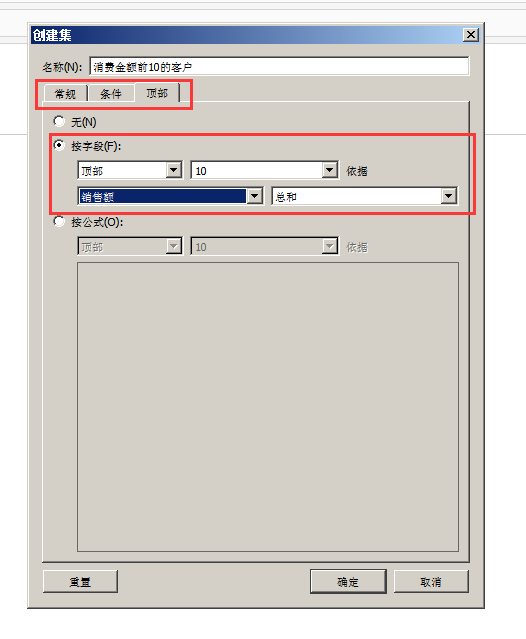 创建集
名称(N): 消费金额前10的客户
常规 条件 顶部
无(N)
按字段(F):
顶部 10 依据
销售额 总和
按公式(O):
顶部 10 依据
重置 确定 取消